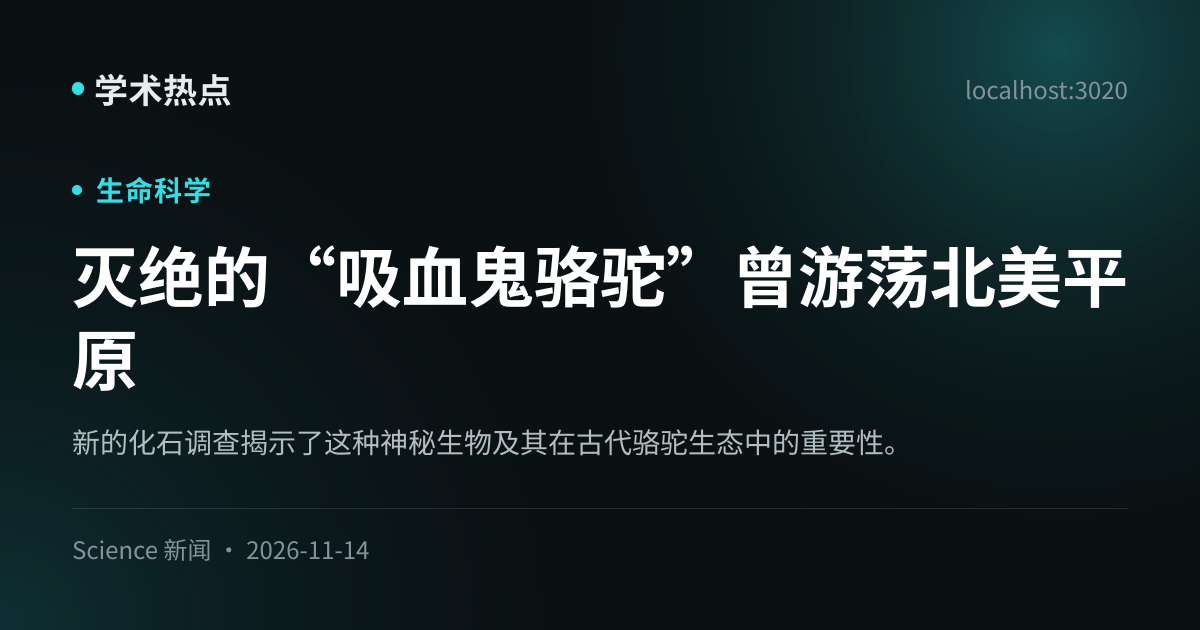 学术热点
localhost:3020
生命科学
灭绝的“吸血鬼骆驼”曾游荡北美平
原
新的化石调查揭示了这种神秘生物及其在古代骆驼生态中的重要性。
Science 新闻 · 2026-11-14